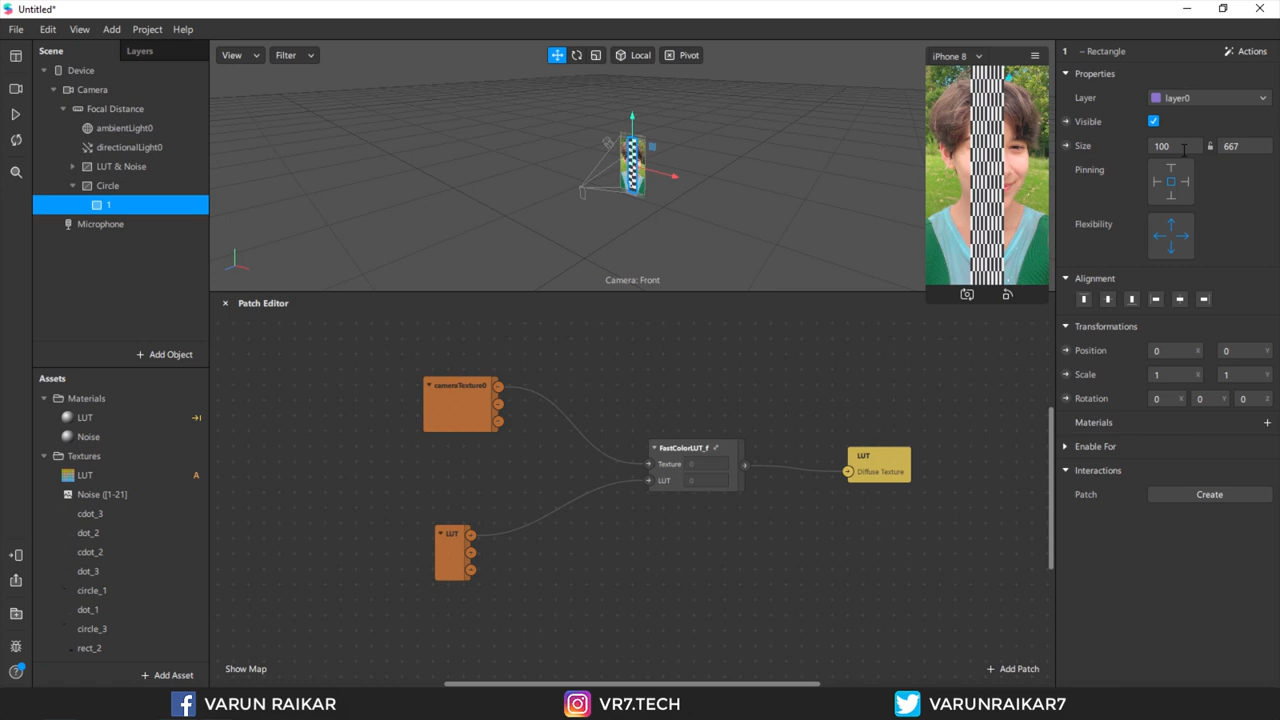 Untitled*
File Edit View Add Project Help
Scene Layers
Device
Camera
Focal Distance
ambientLight0
directionalLight0
LUT & Noise
Circle
1
Microphone
+ Add Object
Assets
Materials
LUT
Noise
Textures
LUT A
Noise ([1-21]
cdot_3
dot_2
cdot_2
dot_3
circle_1
dot_1
circle_3
rect_2
+ Add Asset
View Filter Local Pivot
Camera: Front
iPhone 8
× Patch Editor
cameraTexture0
FastColorLUT_f
Texture 0
LUT 0
LUT
Diffuse Texture
LUT
Show Map
+ Add Patch
1 – Rectangle Actions
Properties
Layer layer0
Visible
Size 100 667
Pinning
Flexibility
Alignment
Transformations
Position 0 X 0 Y
Scale 1 X 1 Y
Rotation 0 X 0 Y 0 Z
Materials +
Enable For
Interactions
Patch Create
VARUN RAIKAR VR7.TECH VARUNRAIKAR7